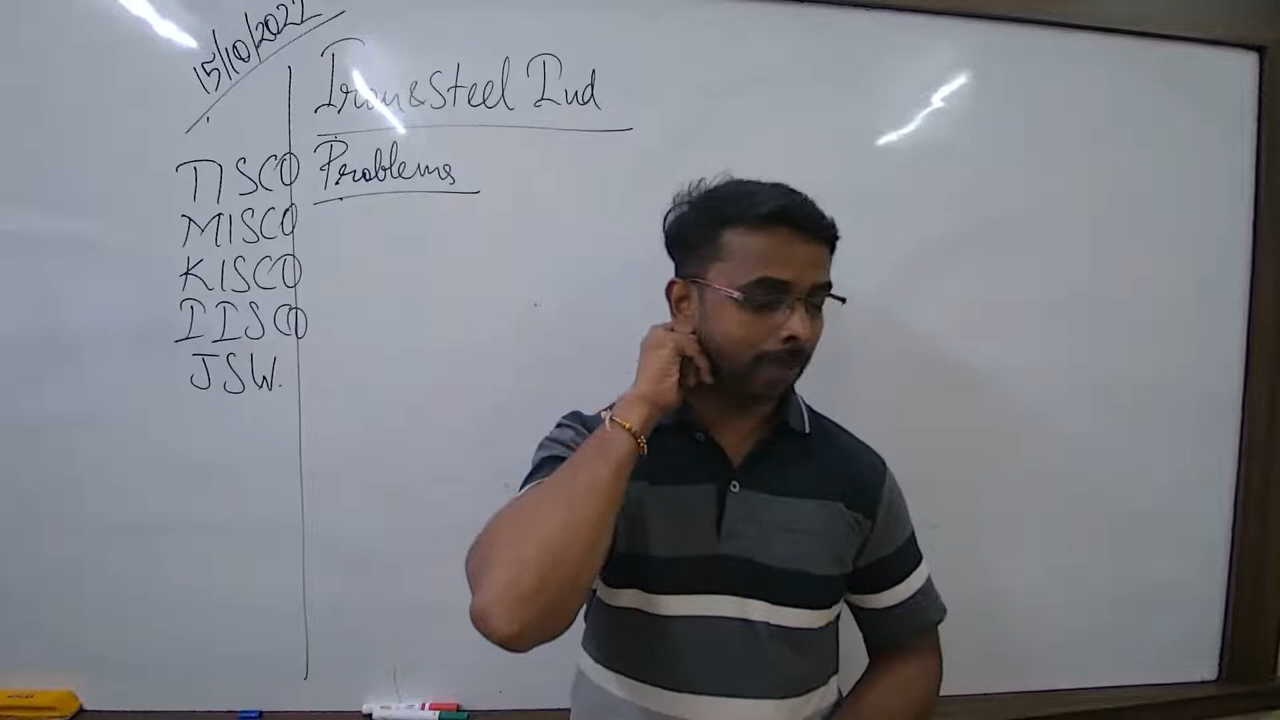 15/10/2022
Iron & Steel Ind
Problems
TISCO
MISCO
KISCO
IISCO
JSW.